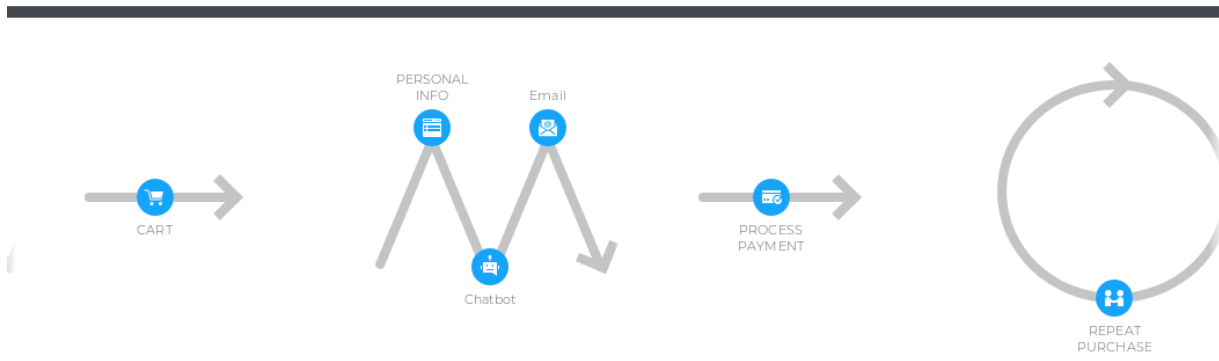 CART
PERSONAL
INFO
Chatbot
Email
PROCESS
PAYMENT
REPEAT
PURCHASE